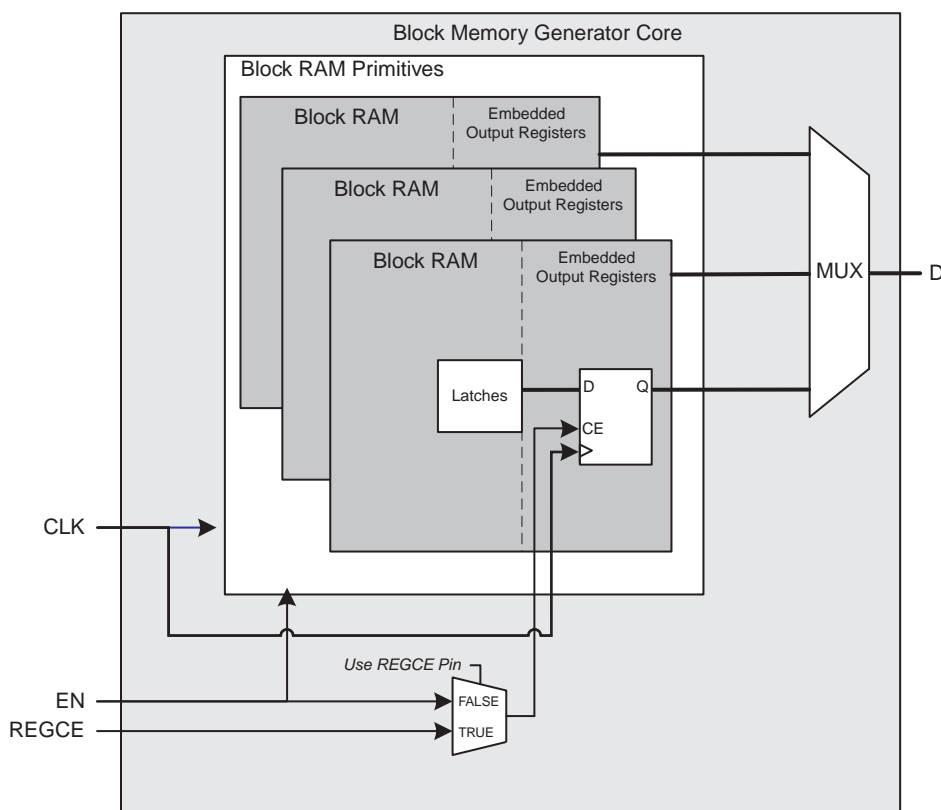 Block Memory Generator Core
Block RAM Primitives
Block RAM
Embedded
Output Registers
Block RAM
Embedded
Output Registers
Block RAM
Embedded
Output Registers
MUX
D
Latches
D
Q
CE
CLK
Use REGCE Pin
EN
FALSE
REGCE
TRUE